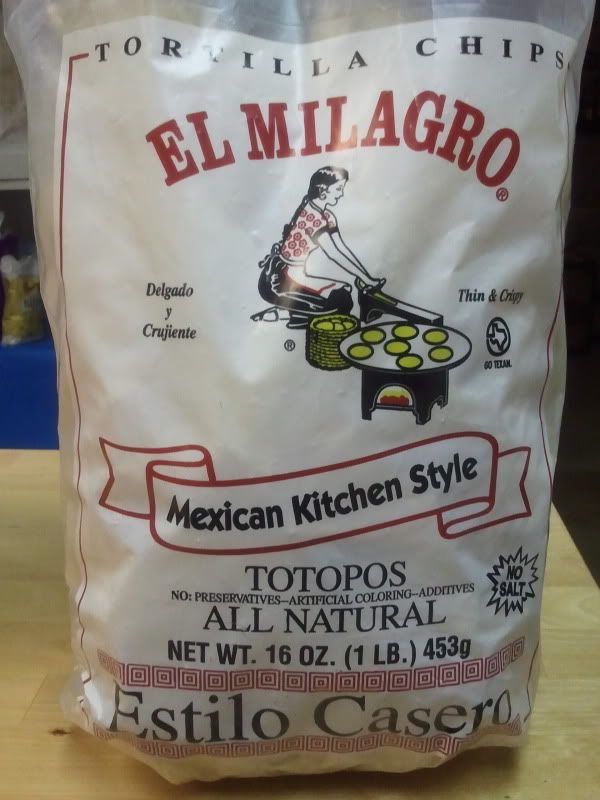 TORTILLA CHIPS
EL MILAGRO®
Delgado
y
Crujiente
Thin & Crispy
®
GO TEXAN.
Mexican Kitchen Style
TOTOPOS
NO: PRESERVATIVES–ARTIFICIAL COLORING–ADDITIVES
ALL NATURAL
NO
SALT
NET WT. 16 OZ. (1 LB.) 453g
Estilo Casero